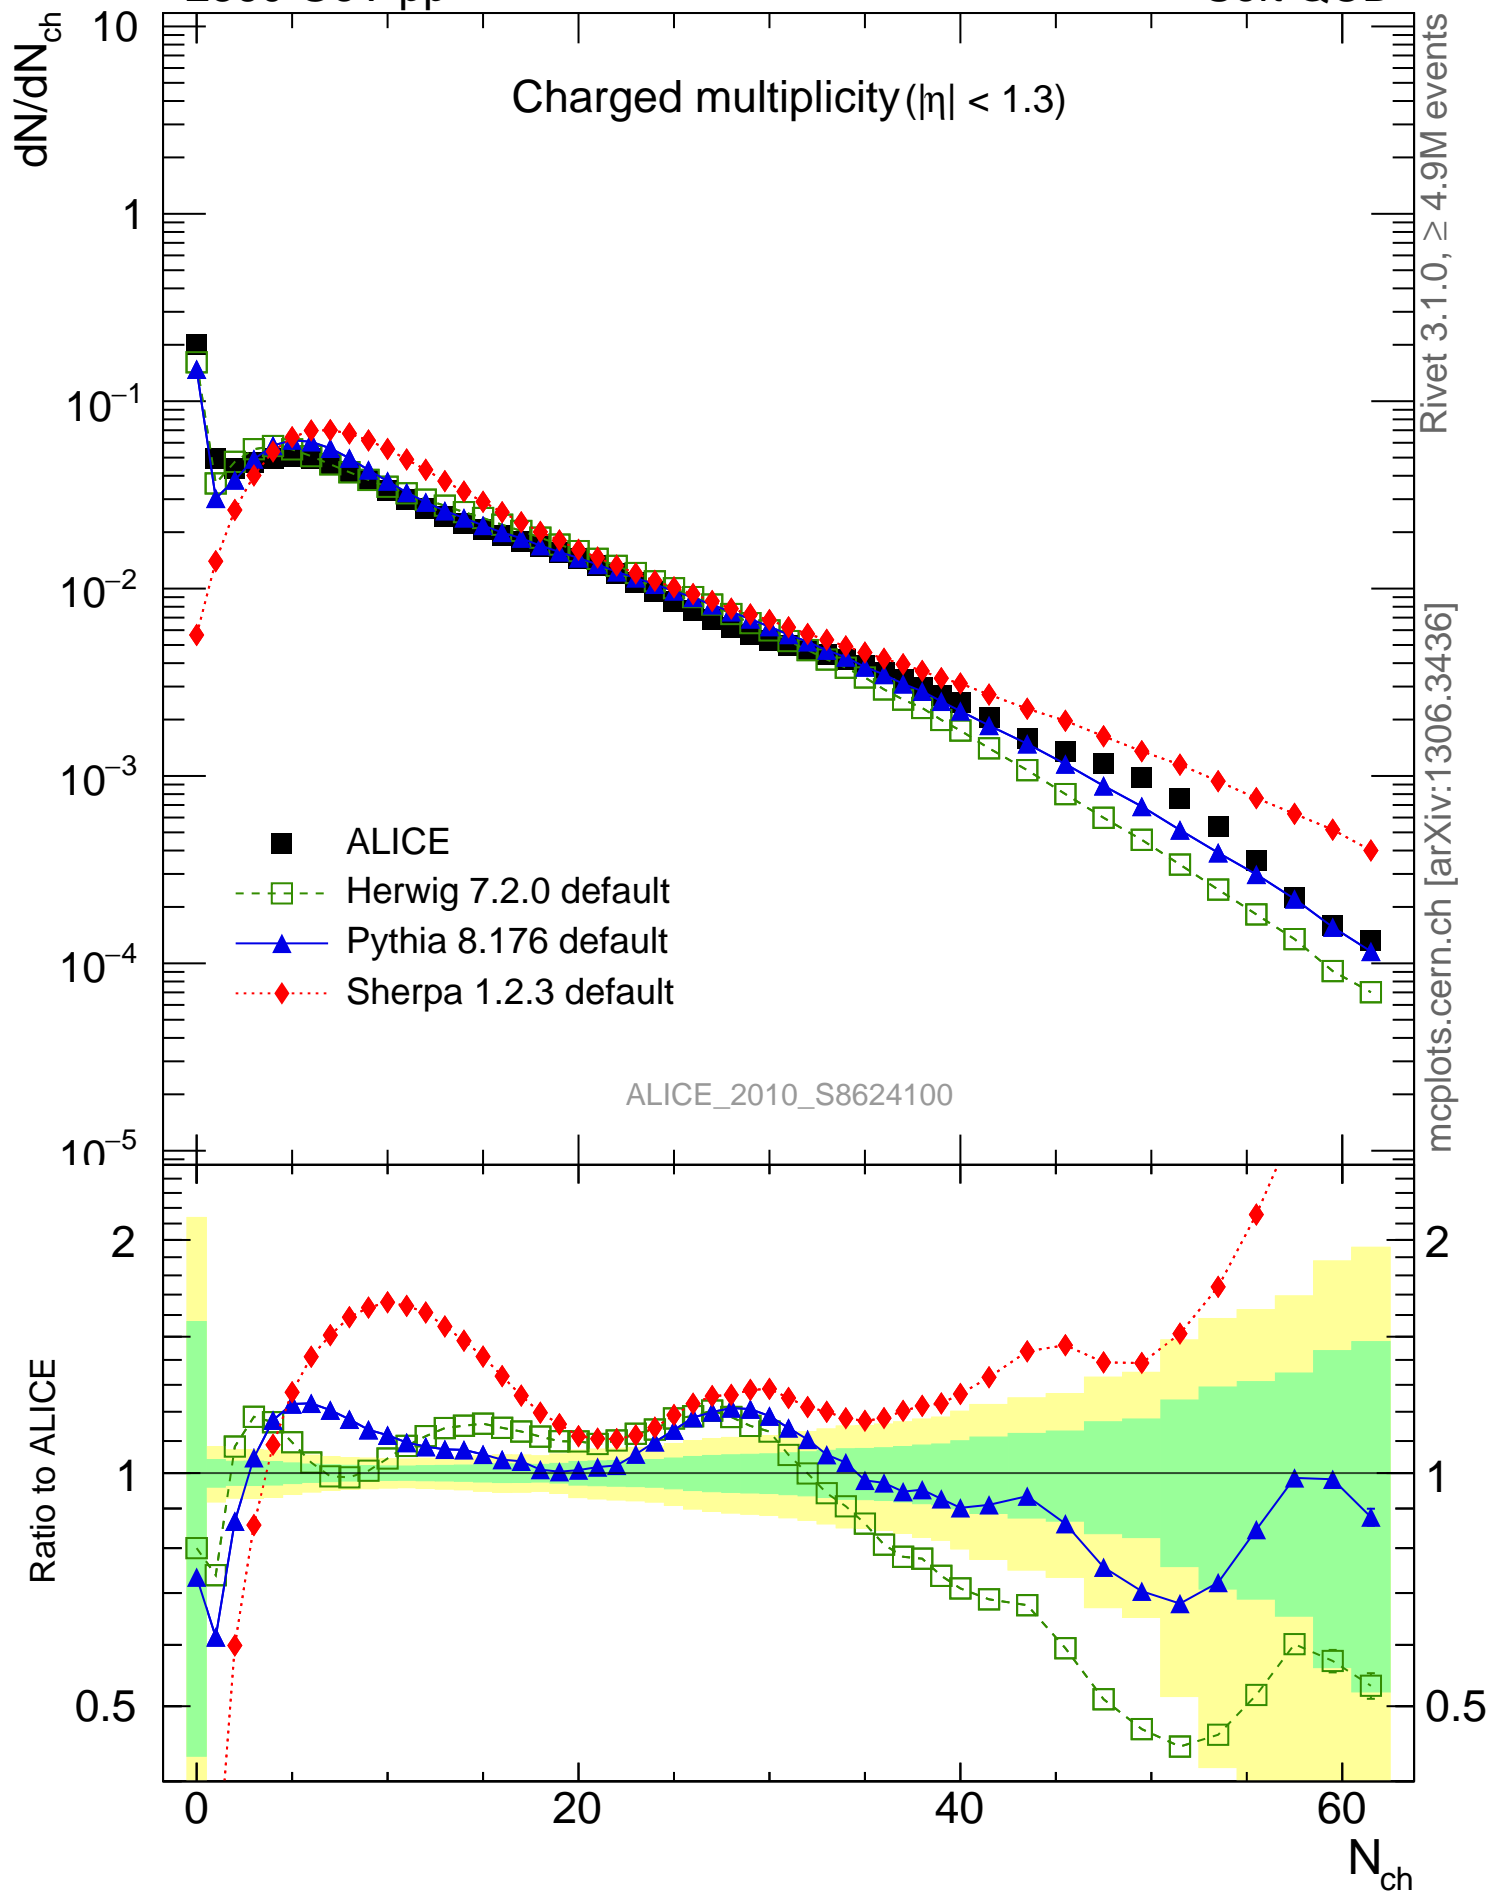 dN/dN_ch
Charged multiplicity (|η| < 1.3)
10
1
10⁻¹
10⁻²
10⁻³
10⁻⁴
10⁻⁵
ALICE
Herwig 7.2.0 default
Pythia 8.176 default
Sherpa 1.2.3 default
ALICE_2010_S8624100
Rivet 3.1.0, ≥ 4.9M events
mcplots.cern.ch [arXiv:1306.3436]
Ratio to ALICE
2
1
0.5
2
1
0.5
0
20
40
60
N_ch